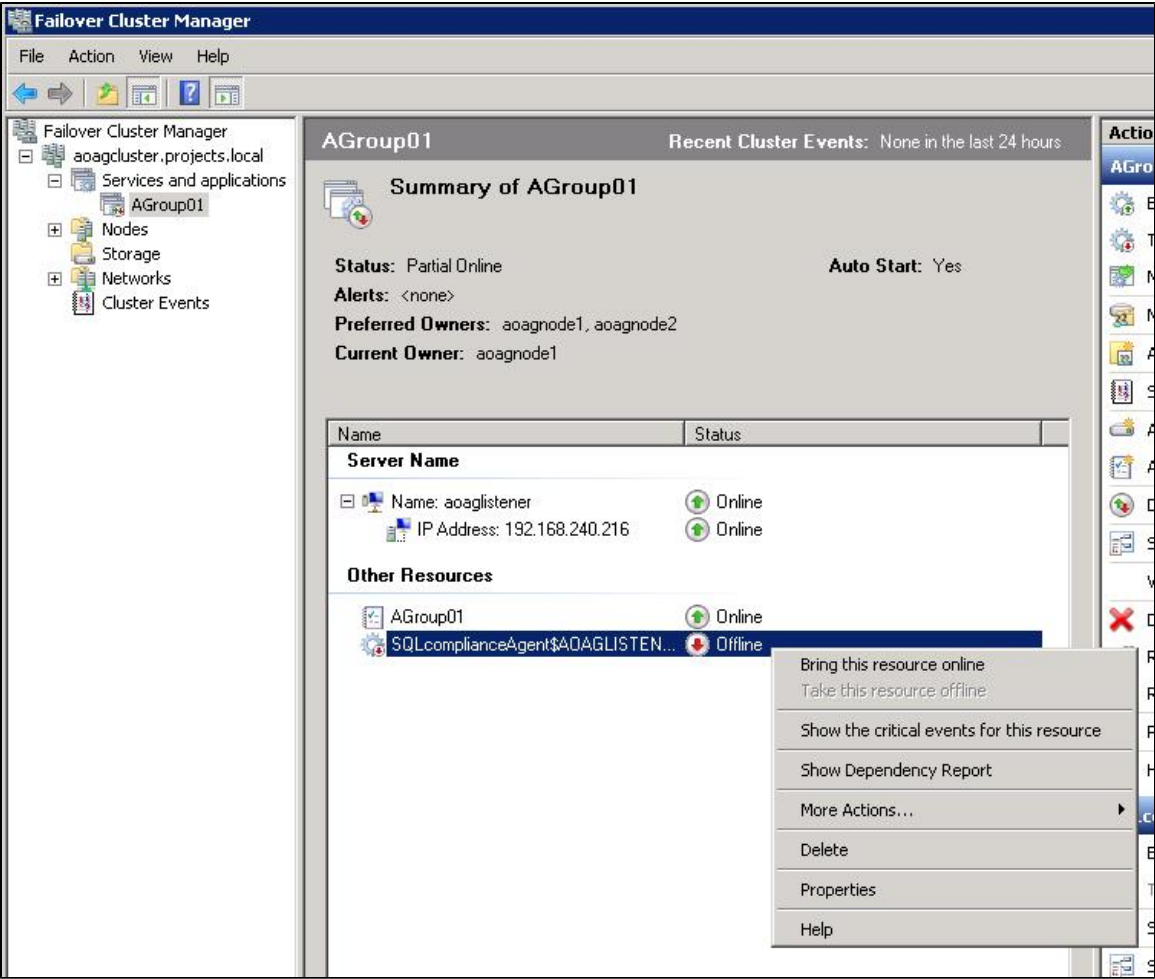 Failover Cluster Manager
File Action View Help
Failover Cluster Manager
aoagcluster.projects.local
Services and applications
AGroup01
Nodes
Storage
Networks
Cluster Events
AGroup01 Recent Cluster Events: None in the last 24 hours
Summary of AGroup01
Status: Partial Online Auto Start: Yes
Alerts: <none>
Preferred Owners: aoagnode1, aoagnode2
Current Owner: aoagnode1
Name Status
Server Name
Name: aoaglistener Online
IP Address: 192.168.240.216 Online
Other Resources
AGroup01 Online
SQLcomplianceAgent$AOAGLISTEN... Offline
Bring this resource online
Take this resource offline
Show the critical events for this resource
Show Dependency Report
More Actions...
Delete
Properties
Help
Actio
AGro